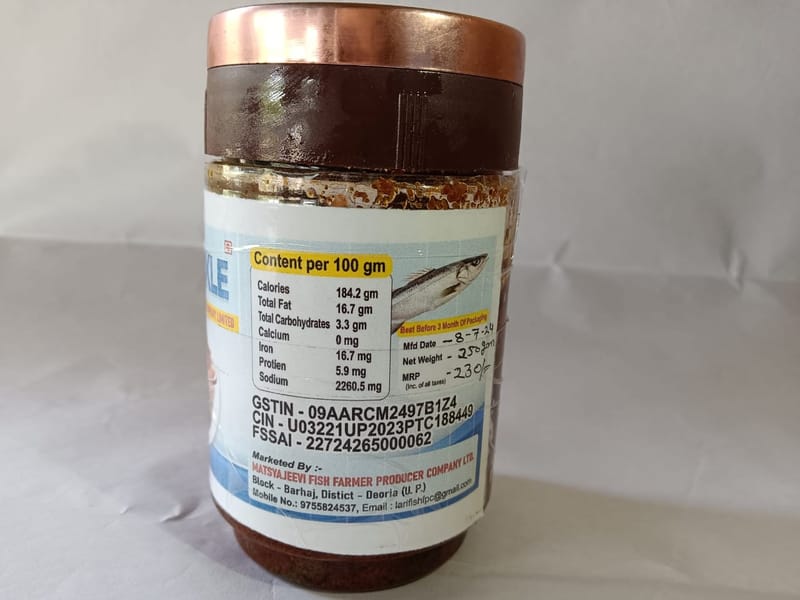 KLE
LIMITED
Content per 100 gm
Calories 184.2 gm
Total Fat 16.7 gm
Total Carbohydrates 3.3 gm
Calcium 0 mg
Iron 16.7 mg
Protien 5.9 mg
Sodium 2260.5 mg
Best Before 3 Month Of Packaging
Mfd Date - 8-7-24
Net Weight - 250gm
MRP - 230/-
(Inc. of all taxes)
GSTIN - 09AARCM2497B1Z4
CIN - U03221UP2023PTC188449
FSSAI - 22724265000062
Marketed By :-
MATSYAJEEVI FISH FARMER PRODUCER COMPANY LTD.
Block - Barhaj, Distict - Deoria (U. P.)
Mobile No.: 9755824537, Email : larifishfpc@gmail.com